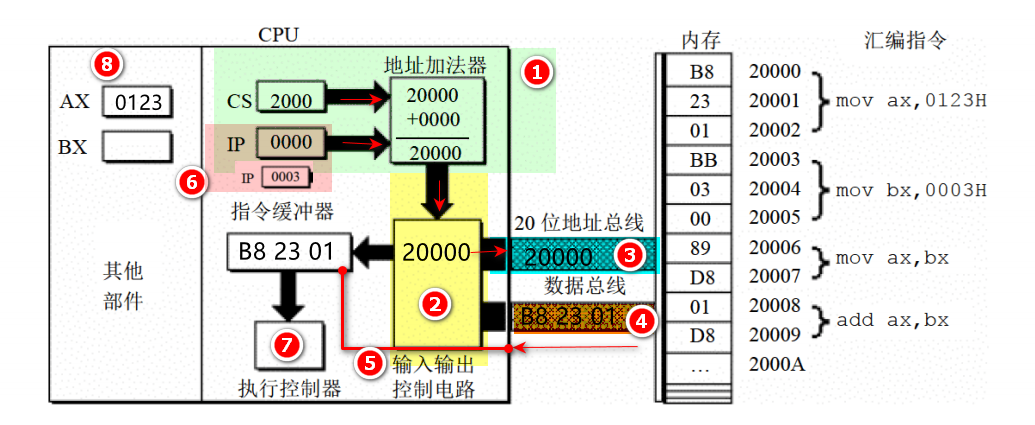 CPU
内存
汇编指令
8
1
地址加法器
AX
0123
CS
2000
20000
+0000
20000
BX
IP
0000
6
IP
0003
指令缓冲器
B8 23 01
20000
20 位地址总线
20000
3
数据总线
2
B8 23 01
4
其他
部件
7
5
输入输出
控制电路
执行控制器
B8
20000
23
20001
mov ax,0123H
01
20002
BB
20003
03
20004
mov bx,0003H
00
20005
89
20006
mov ax,bx
D8
20007
01
20008
add ax,bx
D8
20009
...
2000A